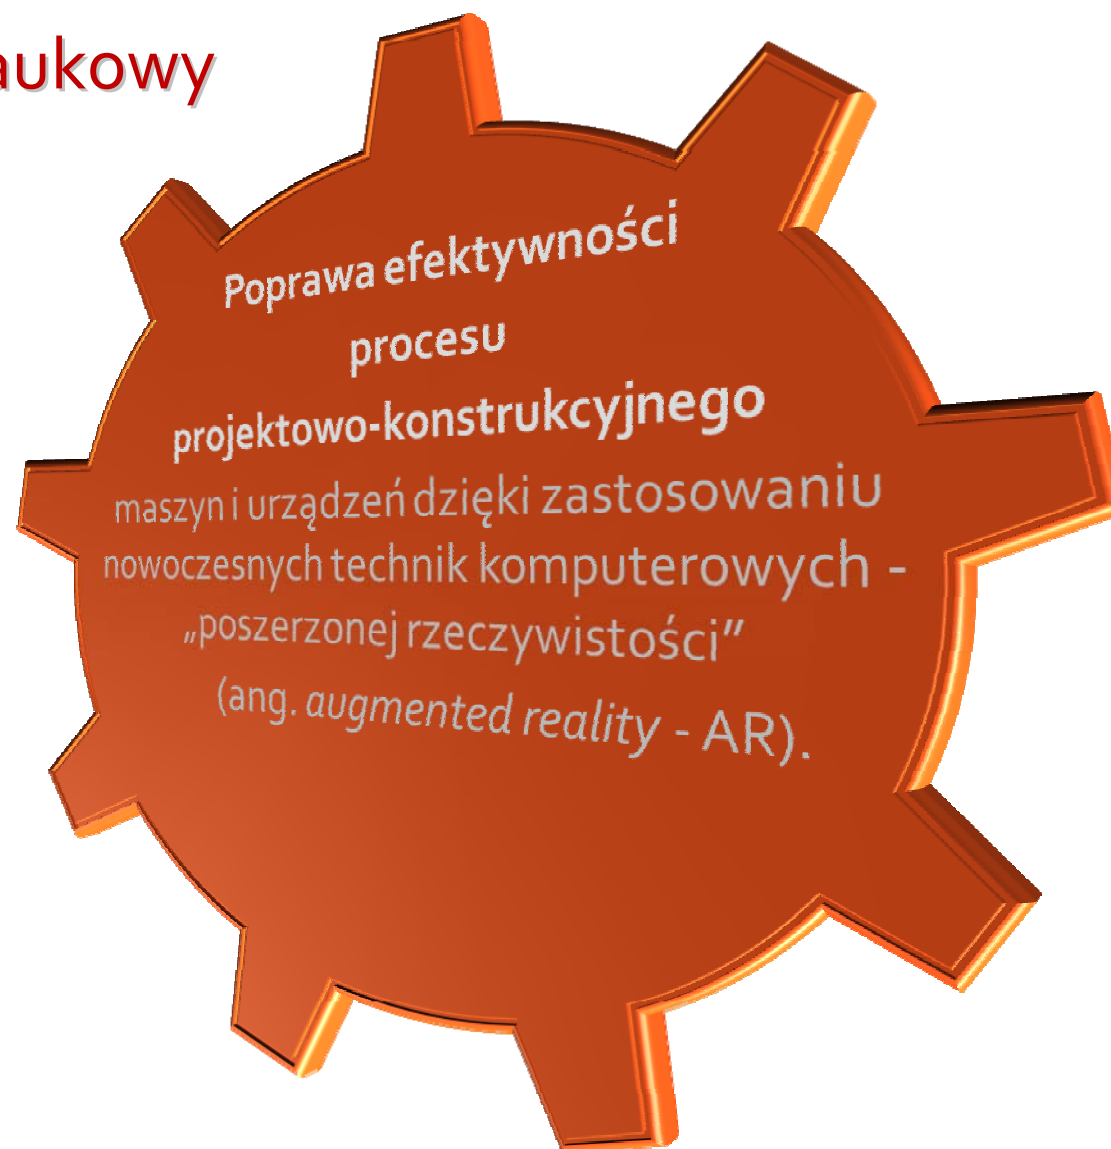 aukowy
Poprawa efektywności
procesu
projektowo-konstrukcyjnego
maszyn i urządzeń dzięki zastosowaniu
nowoczesnych technik komputerowych -
„poszerzonej rzeczywistości”
(ang. augmented reality - AR).